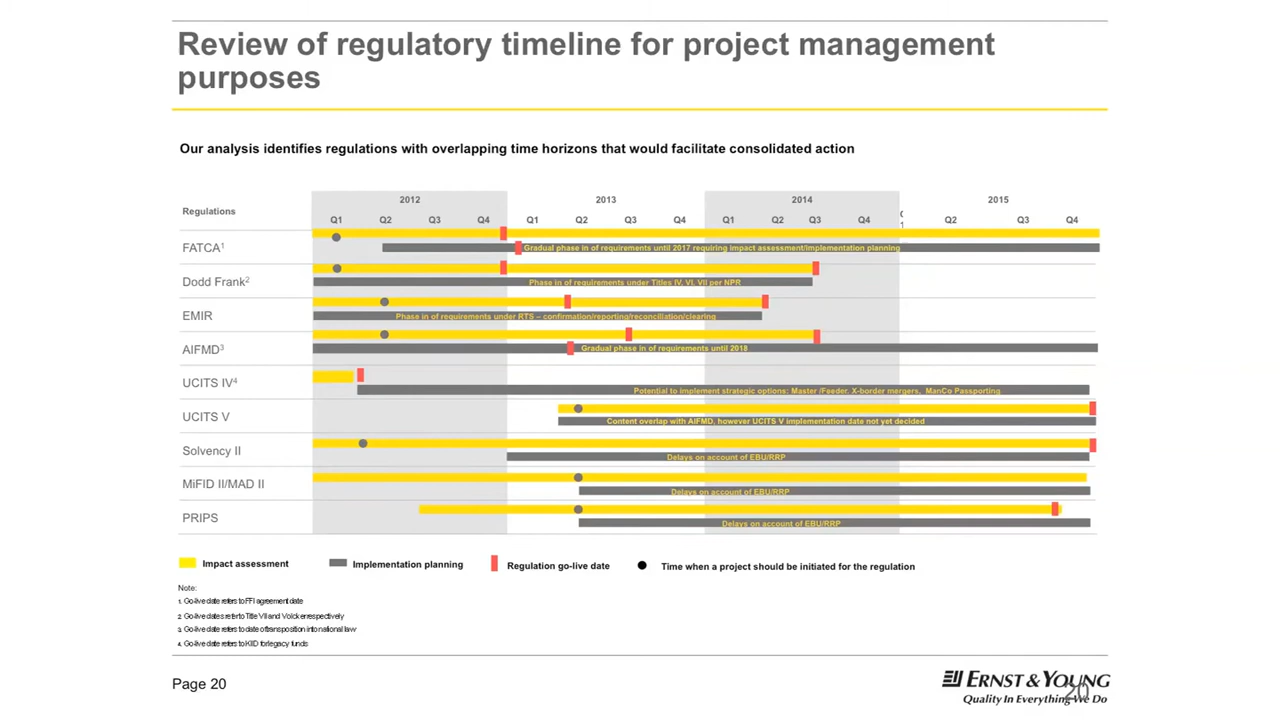 Review of regulatory timeline for project management
purposes
Our analysis identifies regulations with overlapping time horizons that would facilitate consolidated action
Regulations
2012 2013 2014 2015
Q1 Q2 Q3 Q4 Q1 Q2 Q3 Q4 Q1 Q2 Q3 Q4 Q2 Q3 Q4
FATCA1
Gradual phase in of requirements until 2017 requiring impact assessment/implementation planning
Dodd Frank2
Phase in of requirements under Titles IV, VI, VII per NPR
EMIR
Phase in of requirements under RTS – confirmation/reporting/reconciliation/clearing
AIFMD3
Gradual phase in of requirements until 2018
UCITS IV4
Potential to implement strategic options: Master /Feeder, X-border mergers, ManCo Passporting
UCITS V
Content overlap with AIFMD, however UCITS V implementation date not yet decided
Solvency II
Delays on account of EBU/RRP
MiFID II/MAD II
Delays on account of EBU/RRP
PRIPS
Delays on account of EBU/RRP
Impact assessment
Implementation planning
Regulation go-live date
Time when a project should be initiated for the regulation
Note:
1. Go-live date refers to FFI agreement date
2. Go-live dates refer to Title VII and Volcker respectively
3. Go-live date refers to date of transposition into national law
4. Go-live date refers to KIID for legacy funds
Page 20
ERNST & YOUNG
Quality In Everything We Do
20